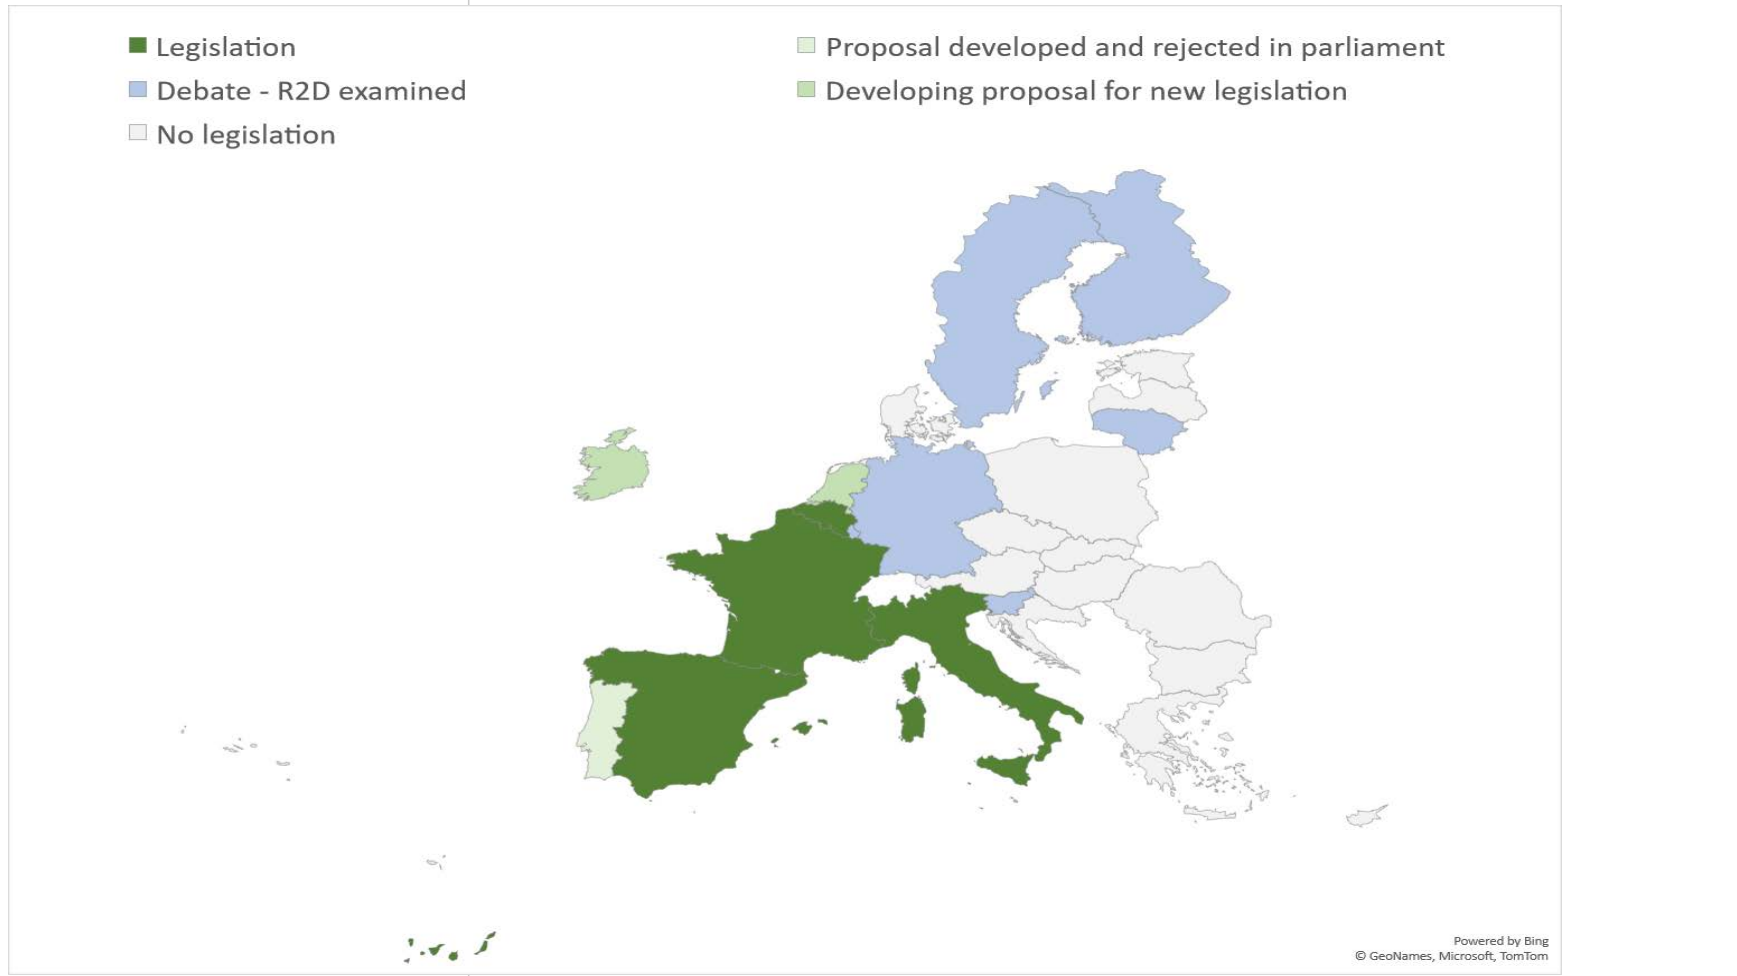 Legislation
Proposal developed and rejected in parliament
Debate - R2D examined
Developing proposal for new legislation
No legislation
Powered by Bing
© GeoNames, Microsoft, TomTom